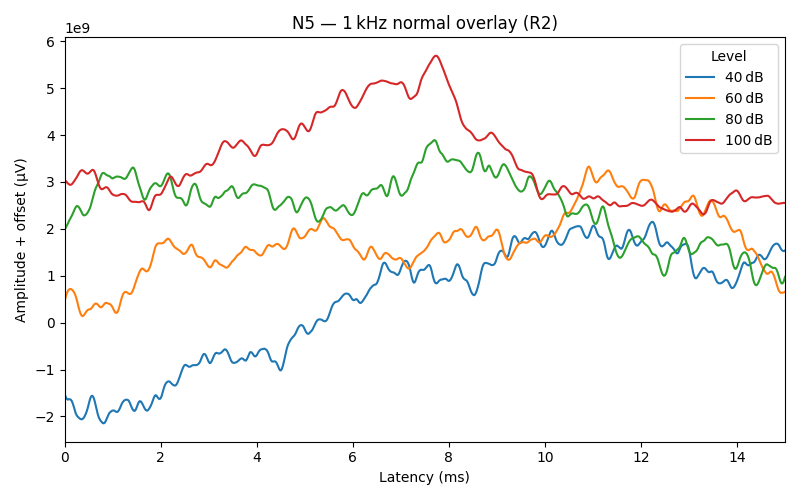 N5 — 1 kHz normal overlay (R2)
1e9
Amplitude + offset (µV)
6
5
4
3
2
1
0
−1
−2
0 2 4 6 8 10 12 14
Latency (ms)
Level
40 dB
60 dB
80 dB
100 dB